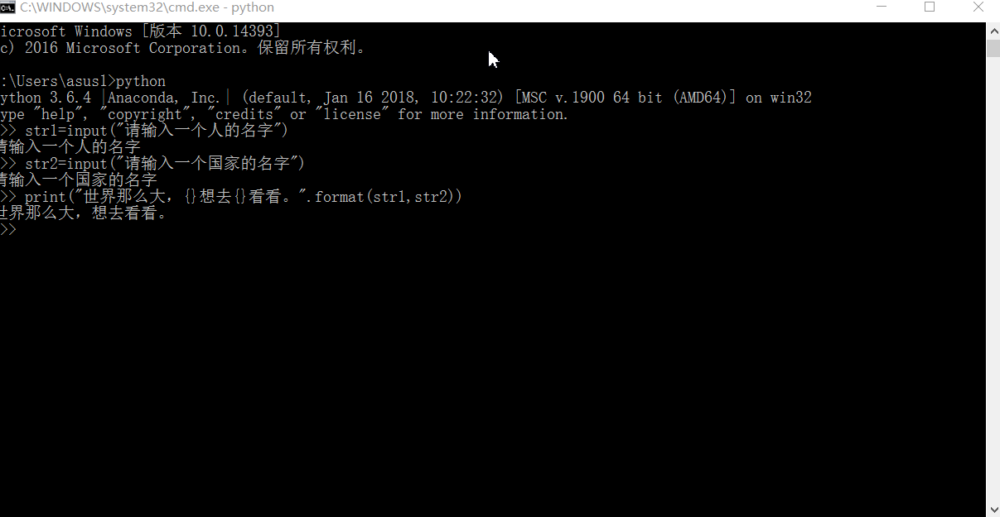 C:\WINDOWS\system32\cmd.exe - python
icrosoft Windows [版本 10.0.14393]
c) 2016 Microsoft Corporation。保留所有权利。
:\Users\asus1>python
ython 3.6.4 |Anaconda, Inc.| (default, Jan 16 2018, 10:22:32) [MSC v.1900 64 bit (AMD64)] on win32
ype "help", "copyright", "credits" or "license" for more information.
>> str1=input("请输入一个人的名字")
请输入一个人的名字
>> str2=input("请输入一个国家的名字")
请输入一个国家的名字
>> print("世界那么大，{}想去{}看看。".format(str1,str2))
世界那么大，想去看看。
>>